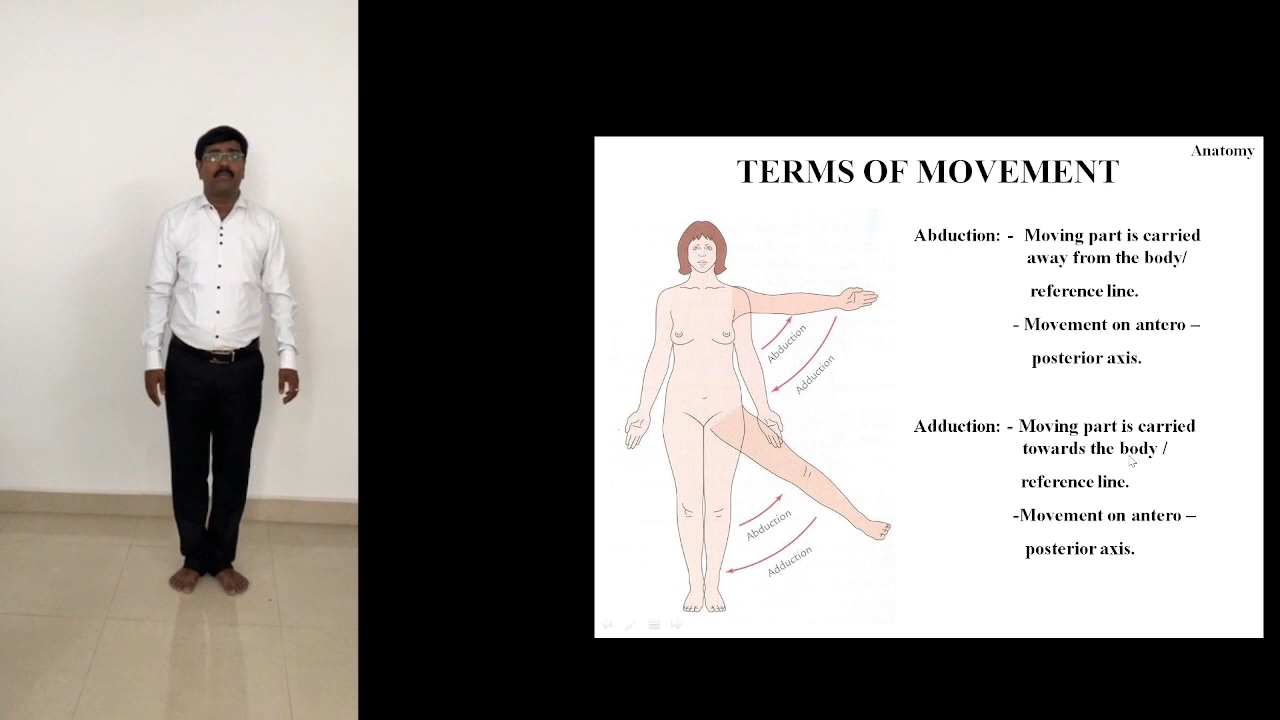 Anatomy
TERMS OF MOVEMENT
Abduction: - Moving part is carried
away from the body/
reference line.
- Movement on antero –
posterior axis.
Adduction: - Moving part is carried
towards the body /
reference line.
-Movement on antero –
posterior axis.
Abduction
Adduction
Abduction
Adduction